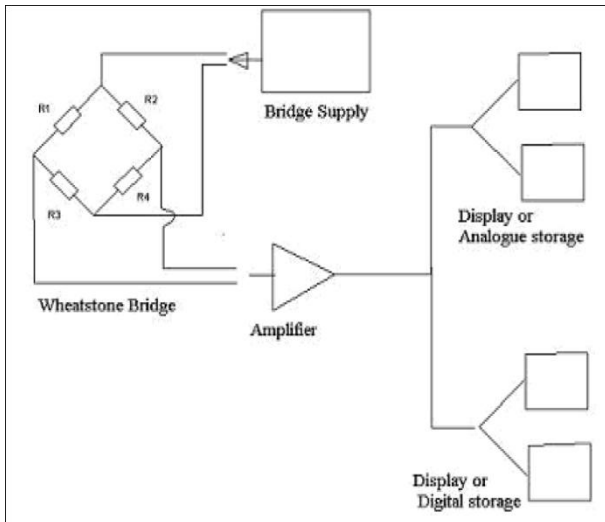 R1
R2
Bridge Supply
R3
R4
Display or
Analogue storage
Wheatstone Bridge
Amplifier
Display or
Digital storage